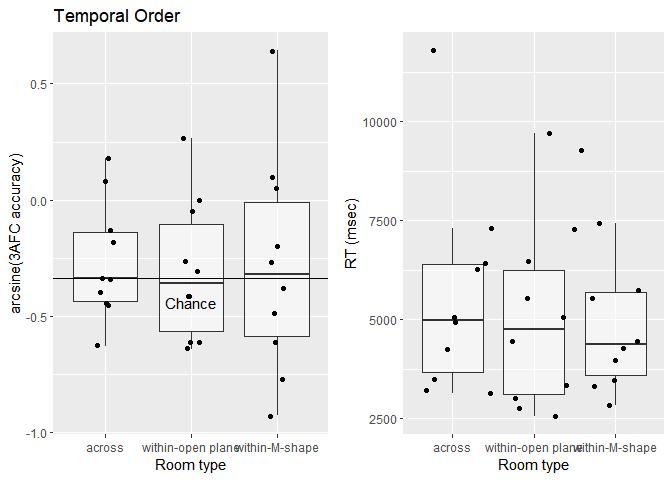 Temporal Order
arcsine(3AFC accuracy)
0.5
0.0
-0.5
-1.0
Chance
across
within-open plane
within-M-shape
Room type
RT (msec)
10000
7500
5000
2500
across
within-open plane
within-M-shape
Room type